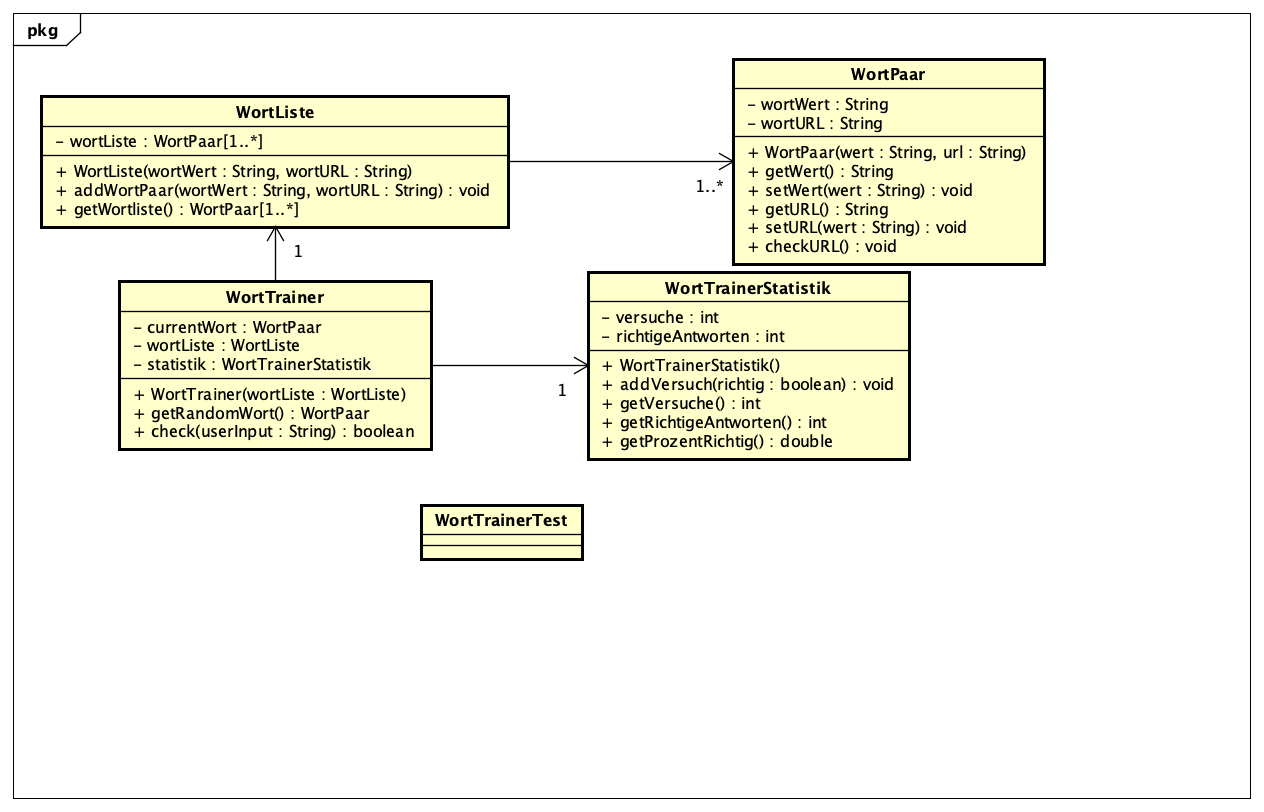 pkg
WortListe
– wortListe : WortPaar[1..*]
+ WortListe(wortWert : String, wortURL : String)
+ addWortPaar(wortWert : String, wortURL : String) : void
+ getWortliste() : WortPaar[1..*]
1..*
WortPaar
– wortWert : String
– wortURL : String
+ WortPaar(wert : String, url : String)
+ getWert() : String
+ setWert(wert : String) : void
+ getURL() : String
+ setURL(wert : String) : void
+ checkURL() : void
1
WortTrainer
– currentWort : WortPaar
– wortListe : WortListe
– statistik : WortTrainerStatistik
+ WortTrainer(wortListe : WortListe)
+ getRandomWort() : WortPaar
+ check(userInput : String) : boolean
1
WortTrainerStatistik
– versuche : int
– richtigeAntworten : int
+ WortTrainerStatistik()
+ addVersuch(richtig : boolean) : void
+ getVersuche() : int
+ getRichtigeAntworten() : int
+ getProzentRichtig() : double
WortTrainerTest